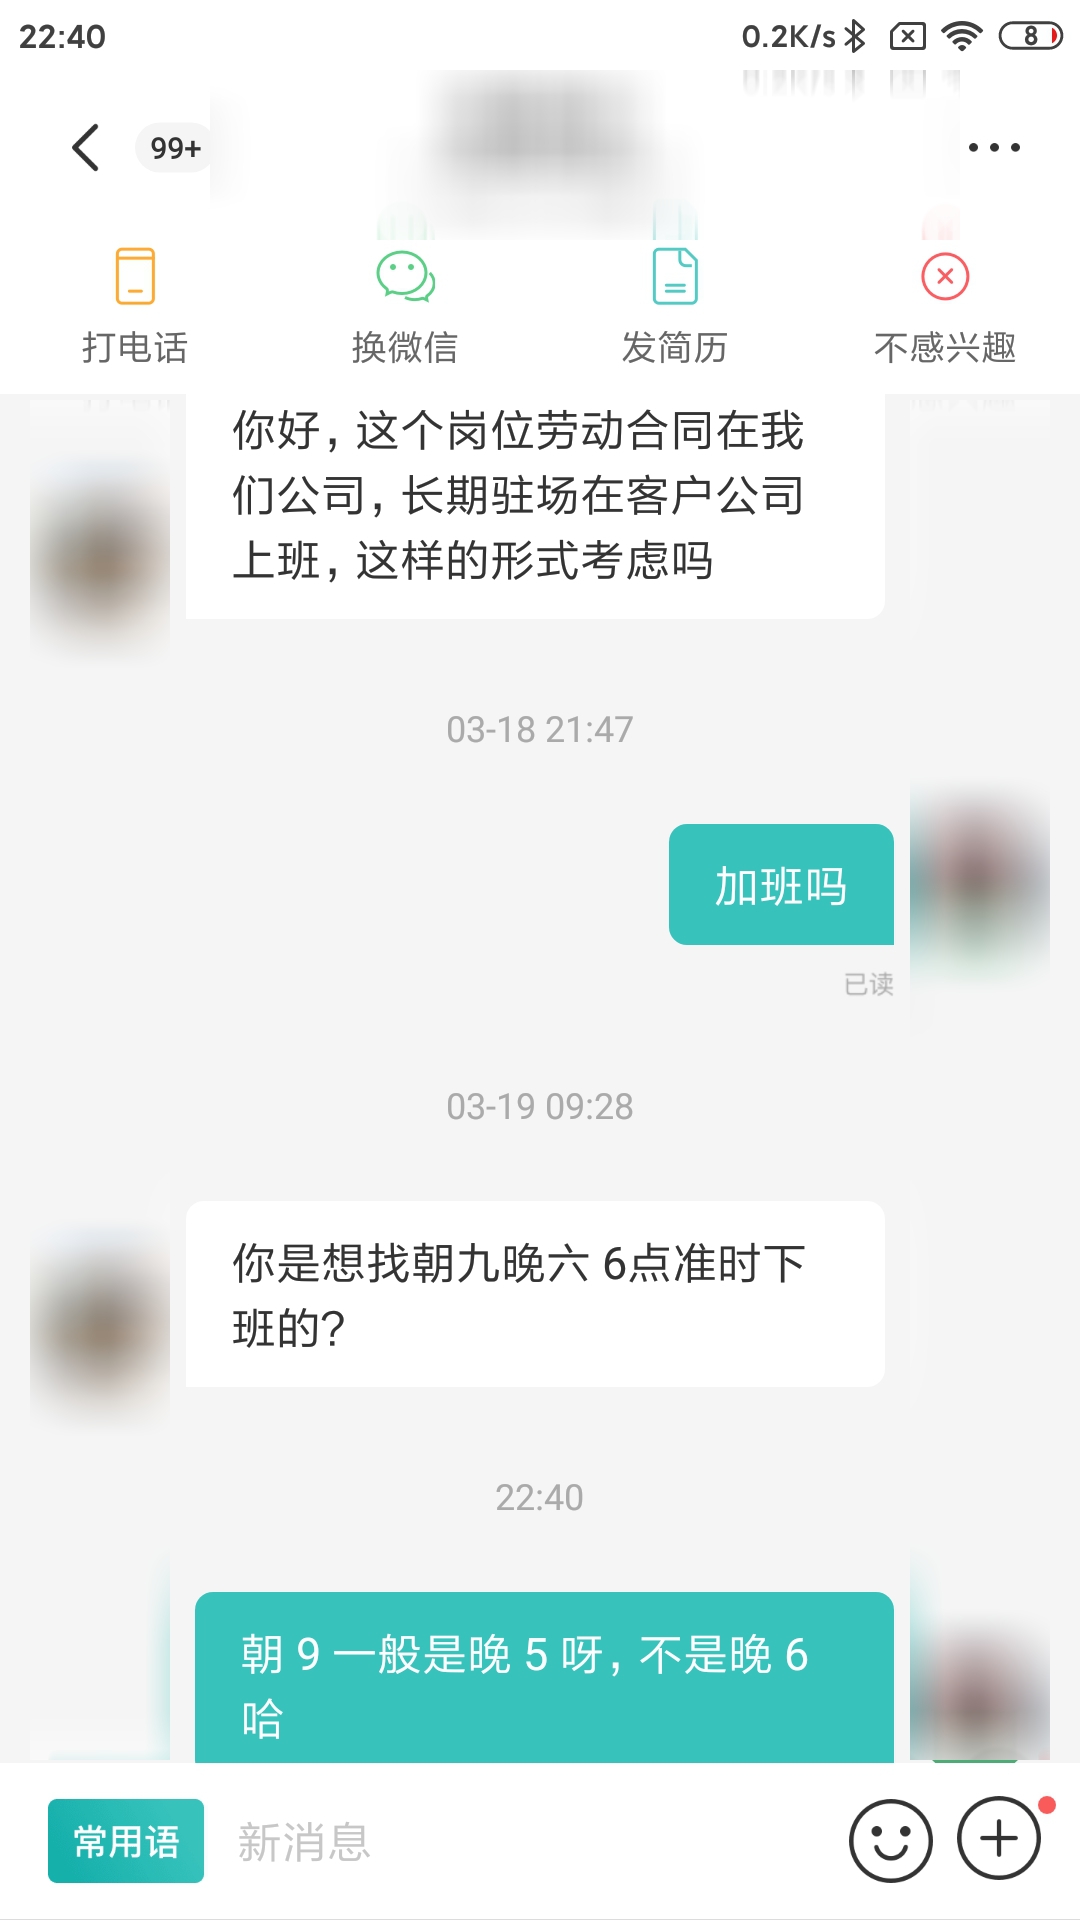 22:40
0.2K/s
8
99+
打电话
换微信
发简历
不感兴趣
你好，这个岗位劳动合同在我
们公司，长期驻场在客户公司
上班，这样的形式考虑吗
03-18 21:47
加班吗
已读
03-19 09:28
你是想找朝九晚六 6点准时下
班的？
22:40
朝 9 一般是晚 5 呀，不是晚 6
哈
常用语
新消息